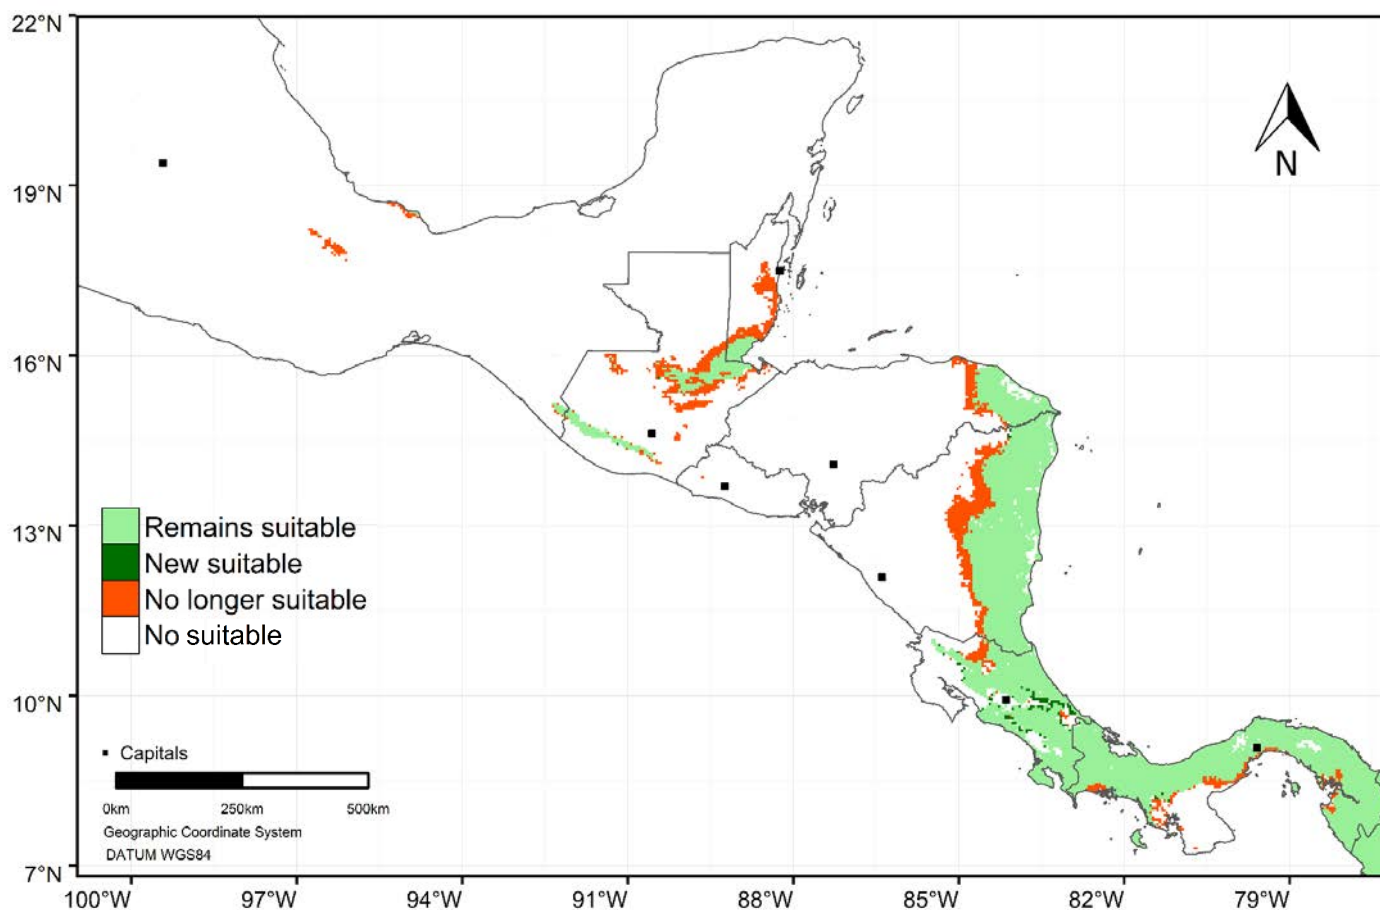 22°N
N
19°N
16°N
Remains suitable
13°N
New suitable
No longer suitable
No suitable
10°N
Capitals
0km 250km 500km
Geographic Coordinate System
DATUM WGS84
7°N
100°W 97°W 94°W 91°W 88°W 85°W 82°W 79°W